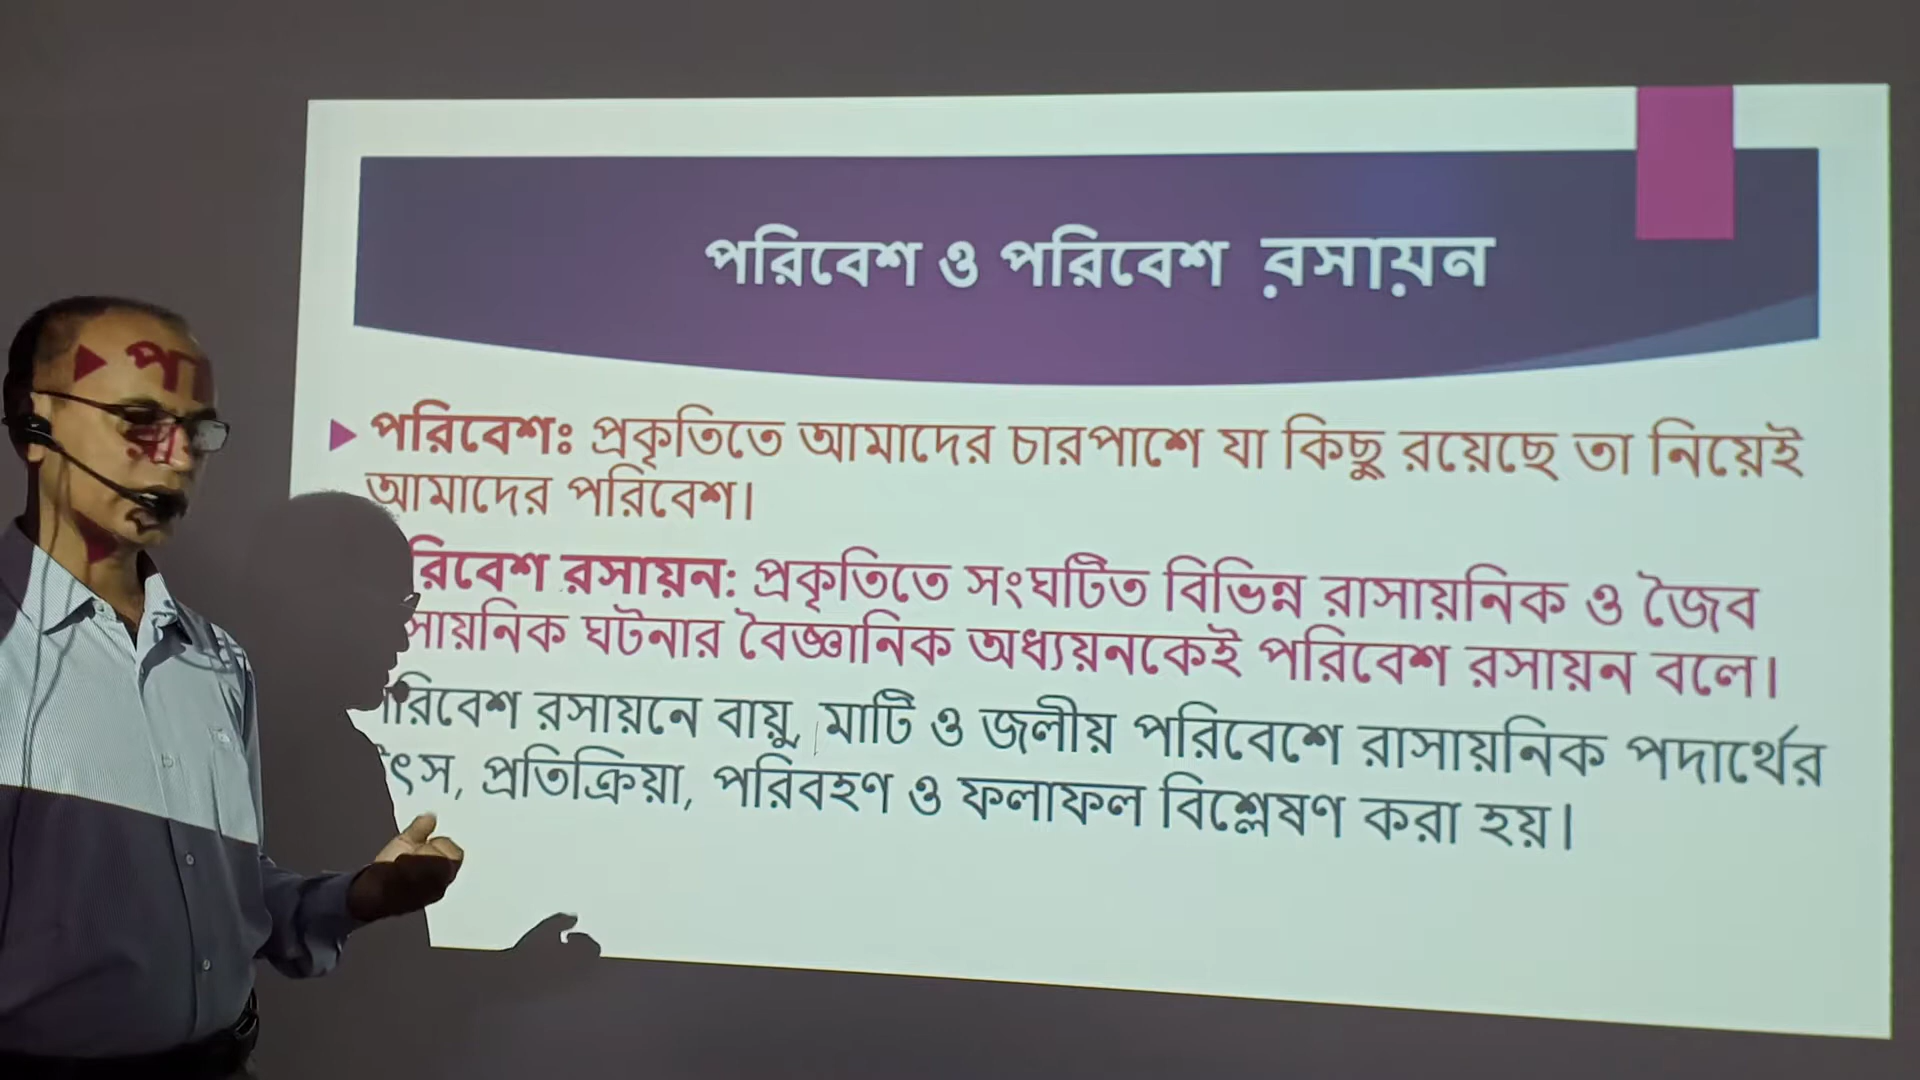 পরিবেশ ও পরিবেশ রসায়ন
পরিবেশঃ প্রকৃতিতে আমাদের চারপাশে যা কিছু রয়েছে তা নিয়েই
আমাদের পরিবেশ।
রিবেশ রসায়ন: প্রকৃতিতে সংঘটিত বিভিন্ন রাসায়নিক ও জৈব
সায়নিক ঘটনার বৈজ্ঞানিক অধ্যয়নকেই পরিবেশ রসায়ন বলে।
রিবেশ রসায়নে বায়ু, মাটি ও জলীয় পরিবেশে রাসায়নিক পদার্থের
ৎস, প্রতিক্রিয়া, পরিবহণ ও ফলাফল বিশ্লেষণ করা হয়।